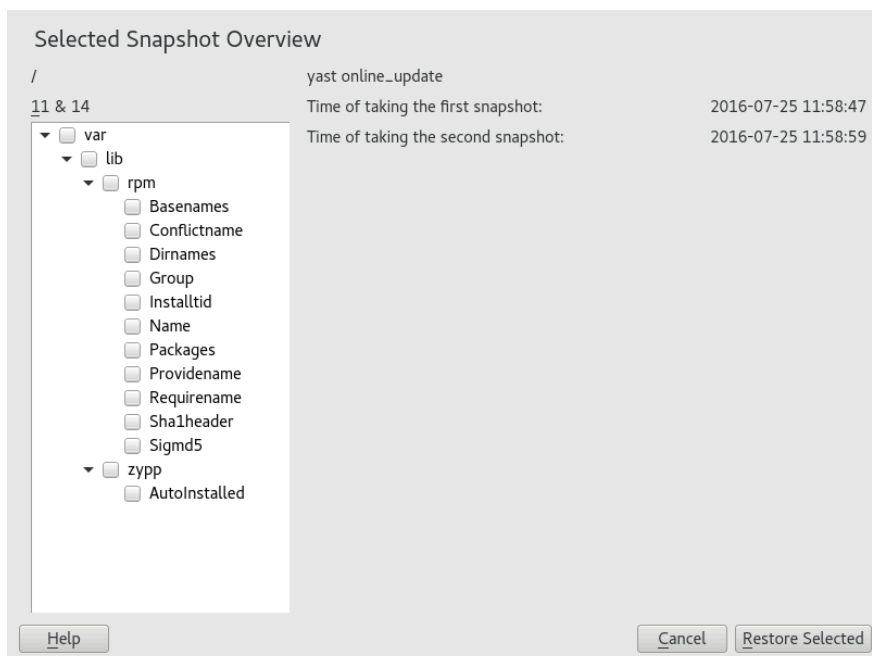 Selected Snapshot Overview
/
yast online_update
11 & 14
Time of taking the first snapshot: 2016-07-25 11:58:47
Time of taking the second snapshot: 2016-07-25 11:58:59
var
lib
rpm
Basenames
Conflictname
Dirnames
Group
Installtid
Name
Packages
Providename
Requirename
Sha1header
Sigmd5
zypp
AutoInstalled
Help
Cancel
Restore Selected